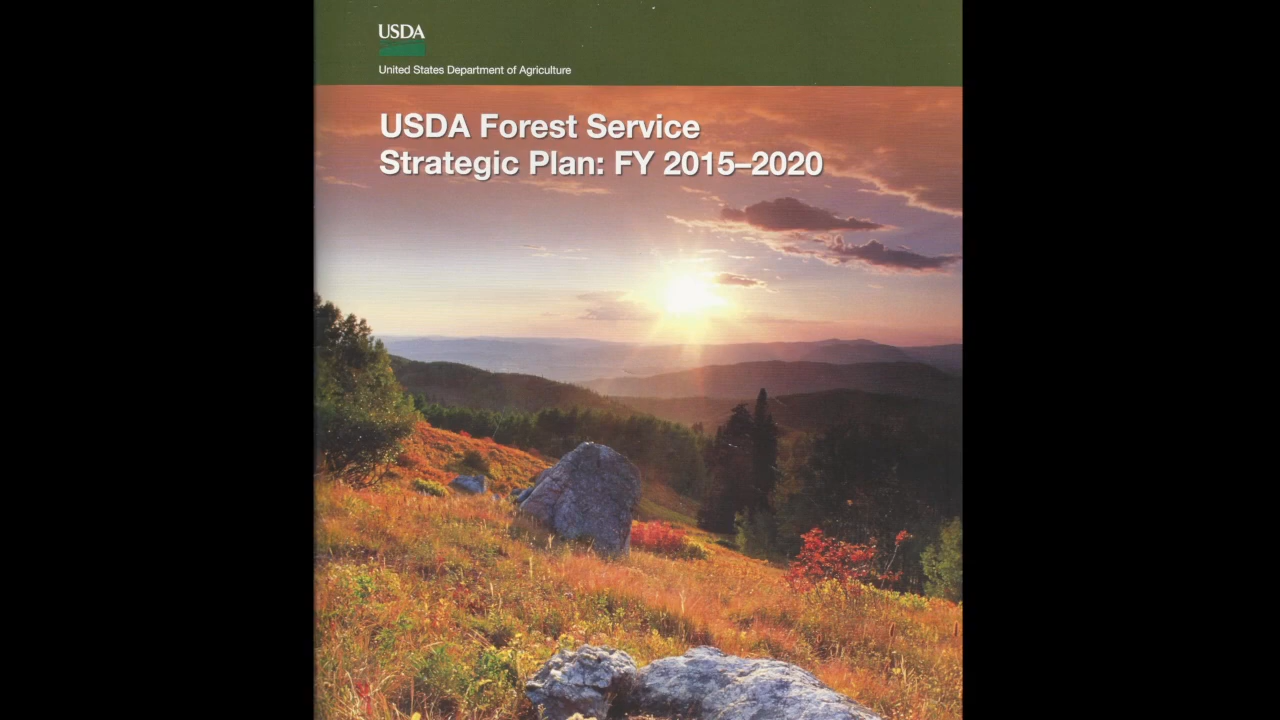 USDA
United States Department of Agriculture
USDA Forest Service
Strategic Plan: FY 2015–2020